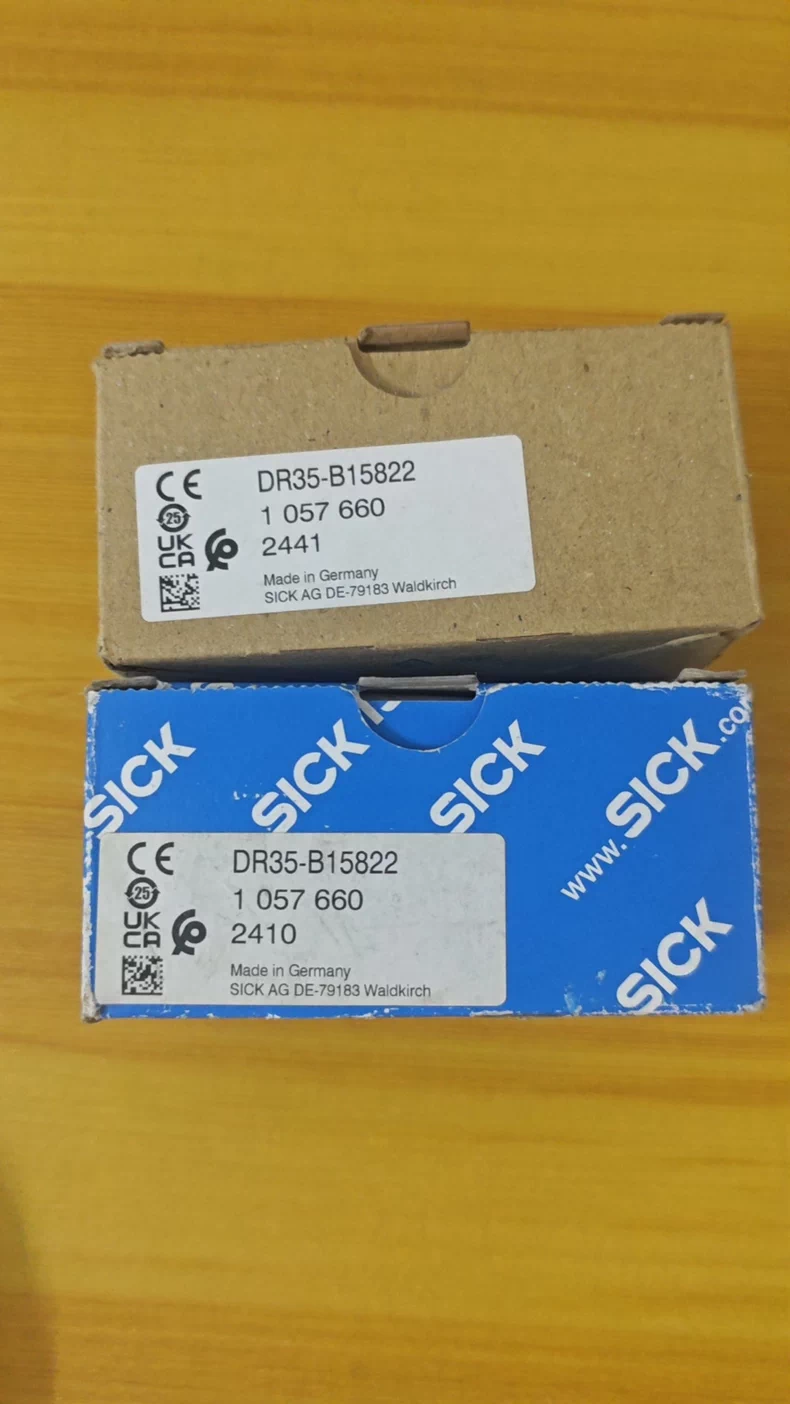 CE
DR35-B15822
25
1 057 660
UK
CA
2441
Made in Germany
SICK AG DE-79183 Waldkirch
SICK
SICK
SICK
www.SICK.com
SICK
CE
DR35-B15822
25
1 057 660
UK
CA
2410
Made in Germany
SICK AG DE-79183 Waldkirch